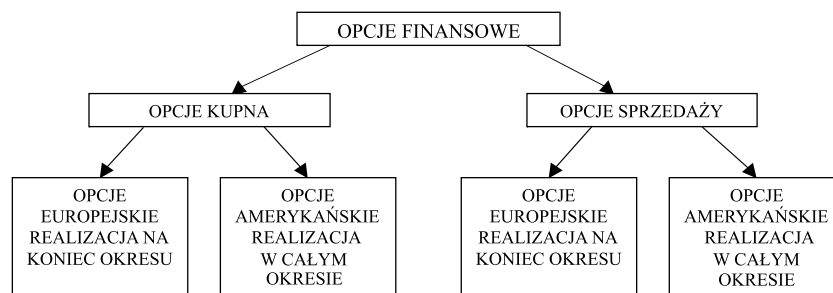 OPCJE FINANSOWE
OPCJE KUPNA
OPCJE SPRZEDAŻY
OPCJE
EUROPEJSKIE
REALIZACJA NA
KONIEC OKRESU
OPCJE
AMERYKAŃSKIE
REALIZACJA
W CAŁYM
OKRESIE
OPCJE
EUROPEJSKIE
REALIZACJA NA
KONIEC OKRESU
OPCJE
AMERYKAŃSKIE
REALIZACJA
W CAŁYM
OKRESIE